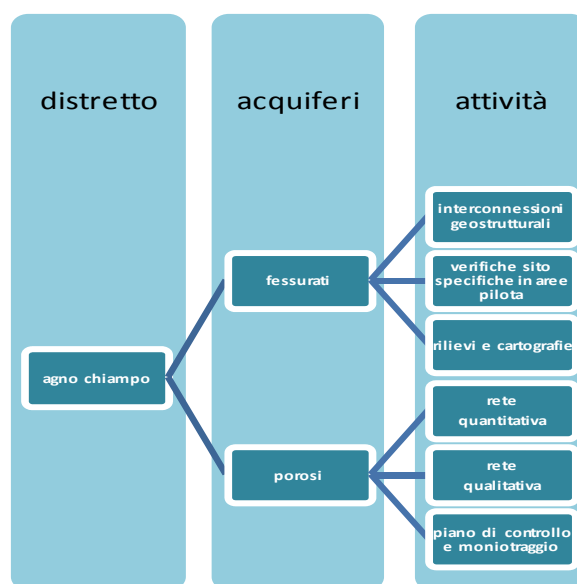 distretto
acquiferi
attività
interconnessioni
geostrutturali
verifiche sito
specifiche in aree
pilota
fessurati
rilievi e cartografie
agno chiampo
rete
quantitativa
porosi
rete
qualitativa
piano di controllo
e moniotraggio